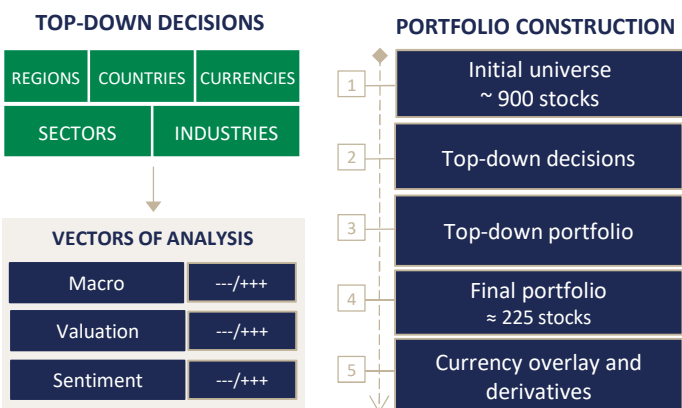 TOP-DOWN DECISIONS
REGIONS
COUNTRIES
CURRENCIES
SECTORS
INDUSTRIES
VECTORS OF ANALYSIS
Macro
---/+++
Valuation
---/+++
Sentiment
---/+++
PORTFOLIO CONSTRUCTION
1
Initial universe
~ 900 stocks
2
Top-down decisions
3
Top-down portfolio
4
Final portfolio
≈ 225 stocks
5
Currency overlay and
derivatives